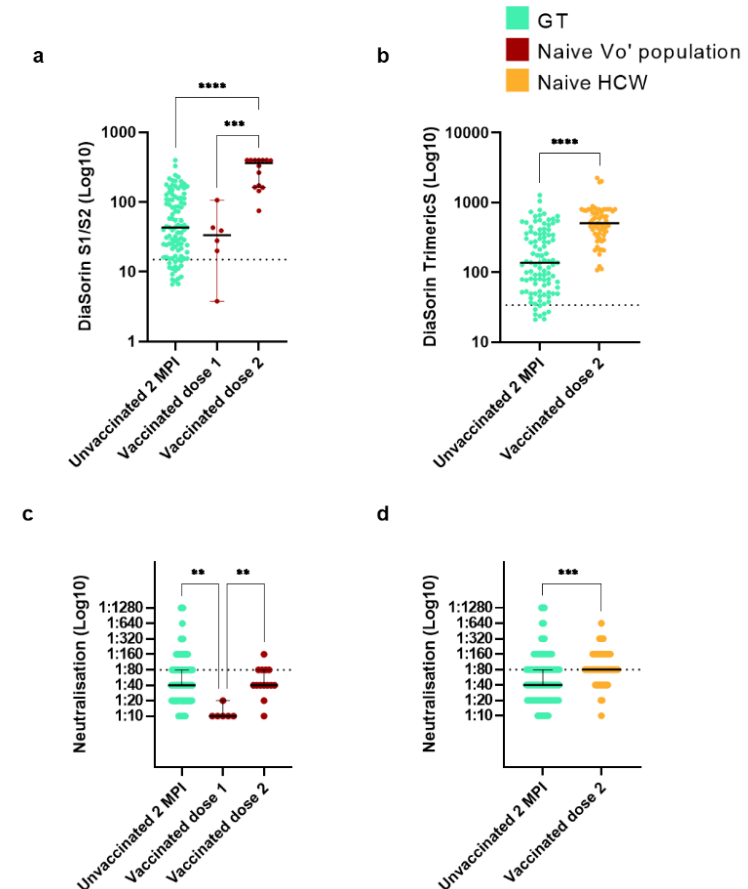 GT
Naive Vo' population
Naive HCW
a
****
***
DiaSorin S1/S2 (Log10)
1000
100
10
1
Unvaccinated 2 MPI
Vaccinated dose 1
Vaccinated dose 2
b
****
DiaSorin TrimericS (Log10)
10000
1000
100
10
Unvaccinated 2 MPI
Vaccinated dose 2
c
**
**
Neutralisation (Log10)
1:1280
1:640
1:320
1:160
1:80
1:40
1:20
1:10
Unvaccinated 2 MPI
Vaccinated dose 1
Vaccinated dose 2
d
***
Neutralisation (Log10)
1:1280
1:640
1:320
1:160
1:80
1:40
1:20
1:10
Unvaccinated 2 MPI
Vaccinated dose 2